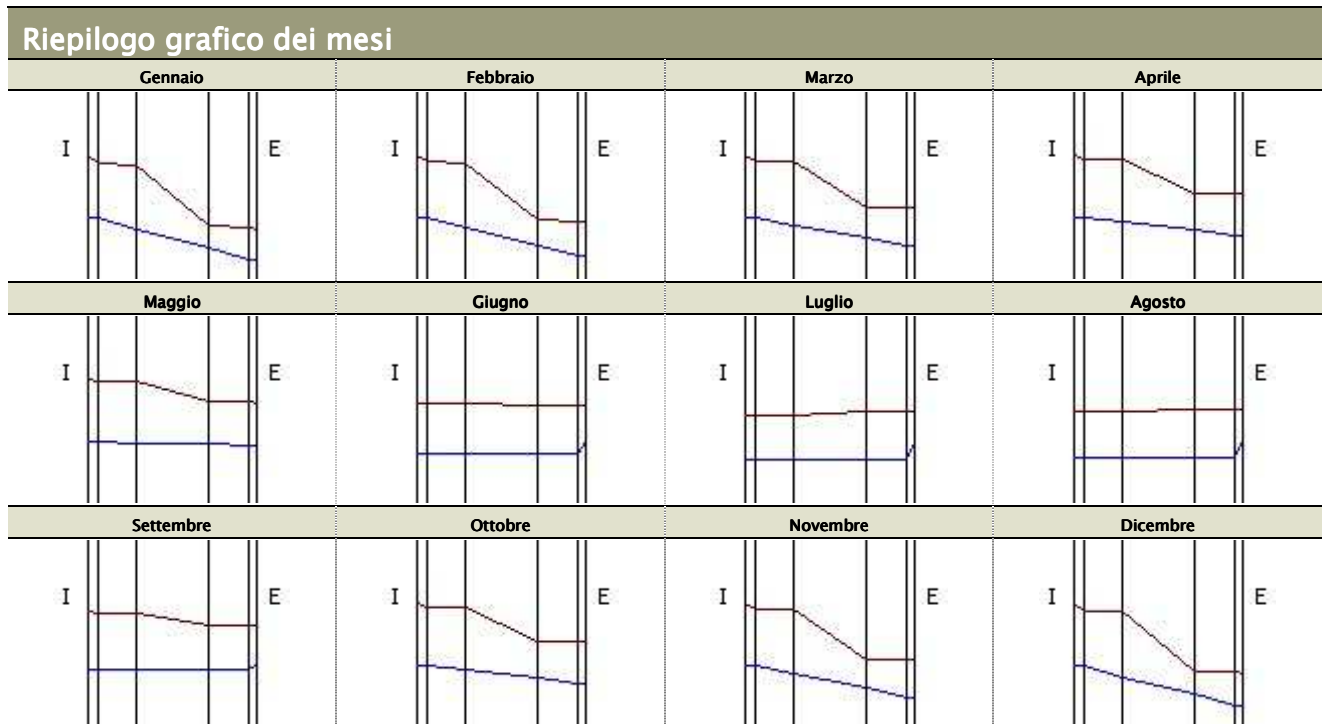 Riepilogo grafico dei mesi
Gennaio Febbraio Marzo Aprile
I E I E I E I E
Maggio Giugno Luglio Agosto
I E I E I E I E
Settembre Ottobre Novembre Dicembre
I E I E I E I E